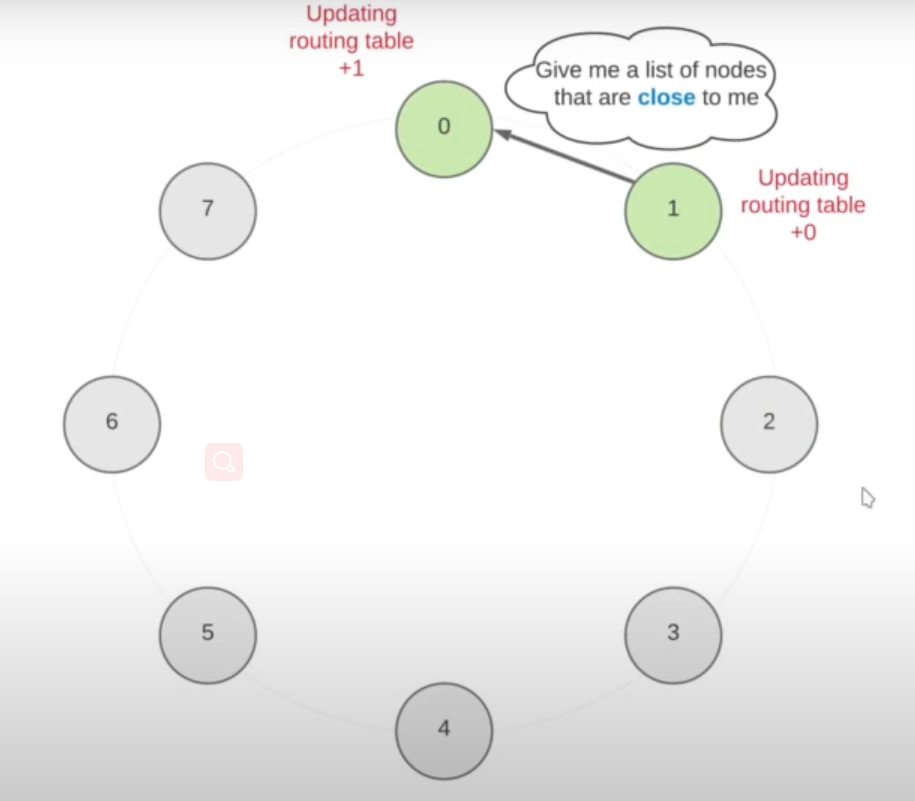 Updating
routing table
+1
Give me a list of nodes
that are close to me
0
1
Updating
routing table
+0
7
6
2
5
3
4